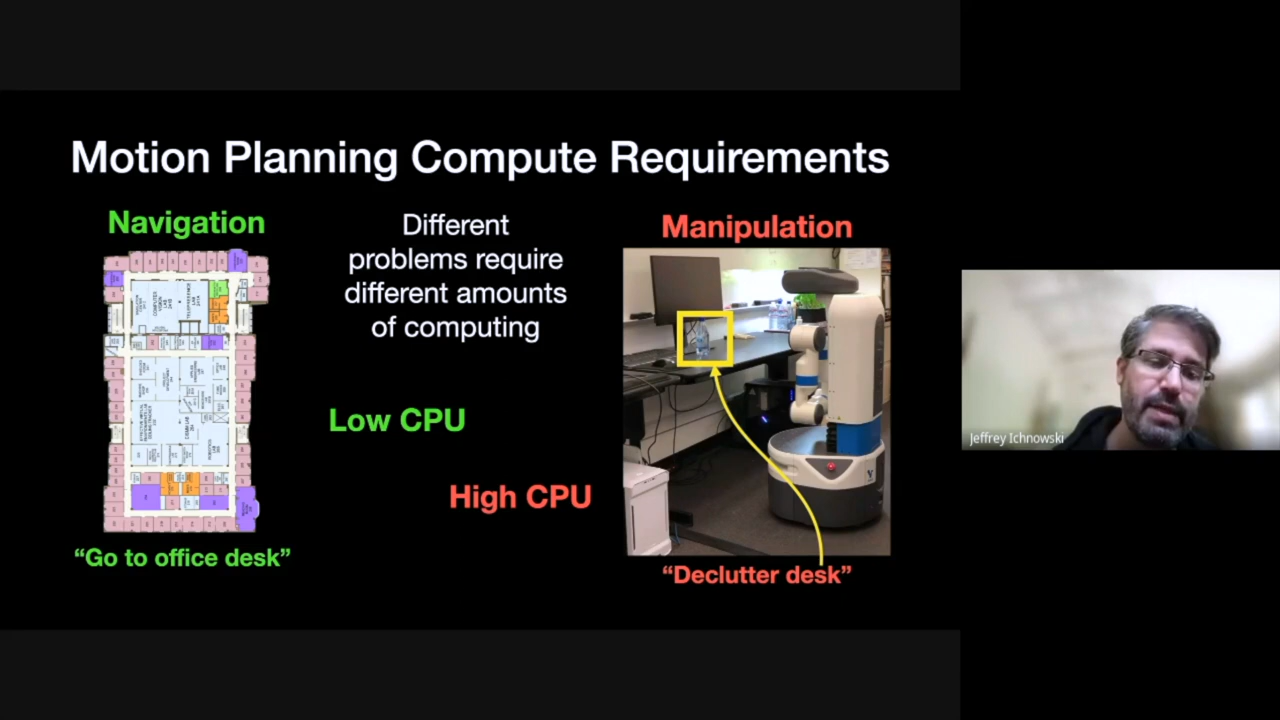 Motion Planning Compute Requirements
Navigation
Different
problems require
different amounts
of computing
Manipulation
Low CPU
High CPU
“Go to office desk”
“Declutter desk”
Jeffrey Ichnowski